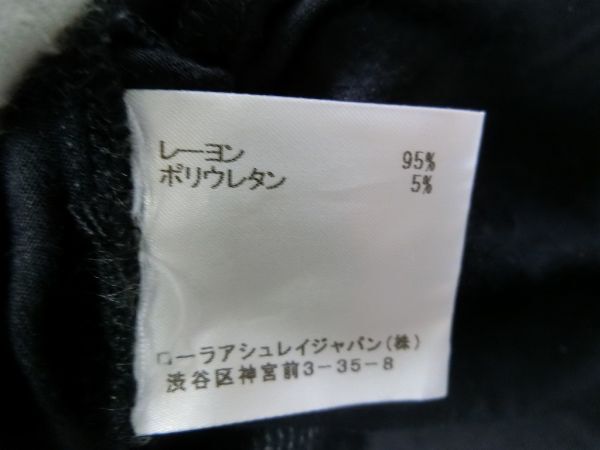 レーヨン 95%
ポリウレタン 5%
ローラアシュレイジャパン(株)
渋谷区神宮前3-35-8